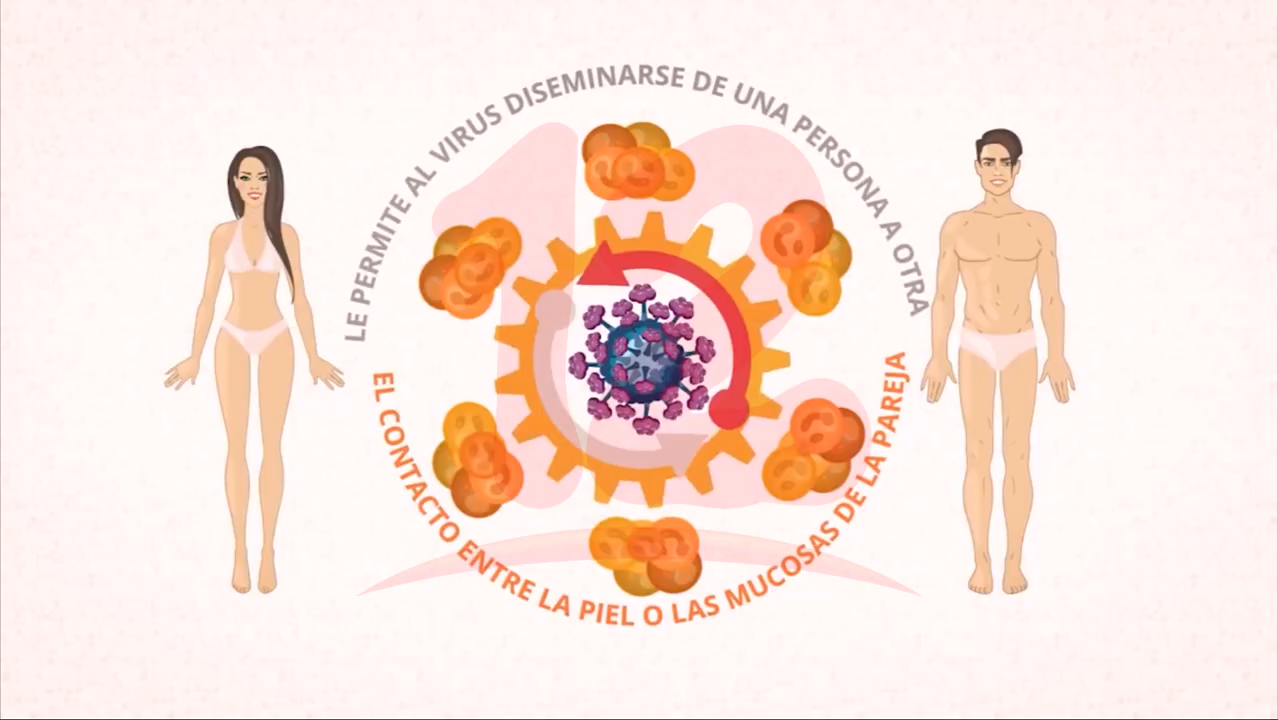 LE PERMITE AL VIRUS DISEMINARSE DE UNA PERSONA A OTRA
EL CONTACTO ENTRE LA PIEL O LAS MUCOSAS DE LA PAREJA